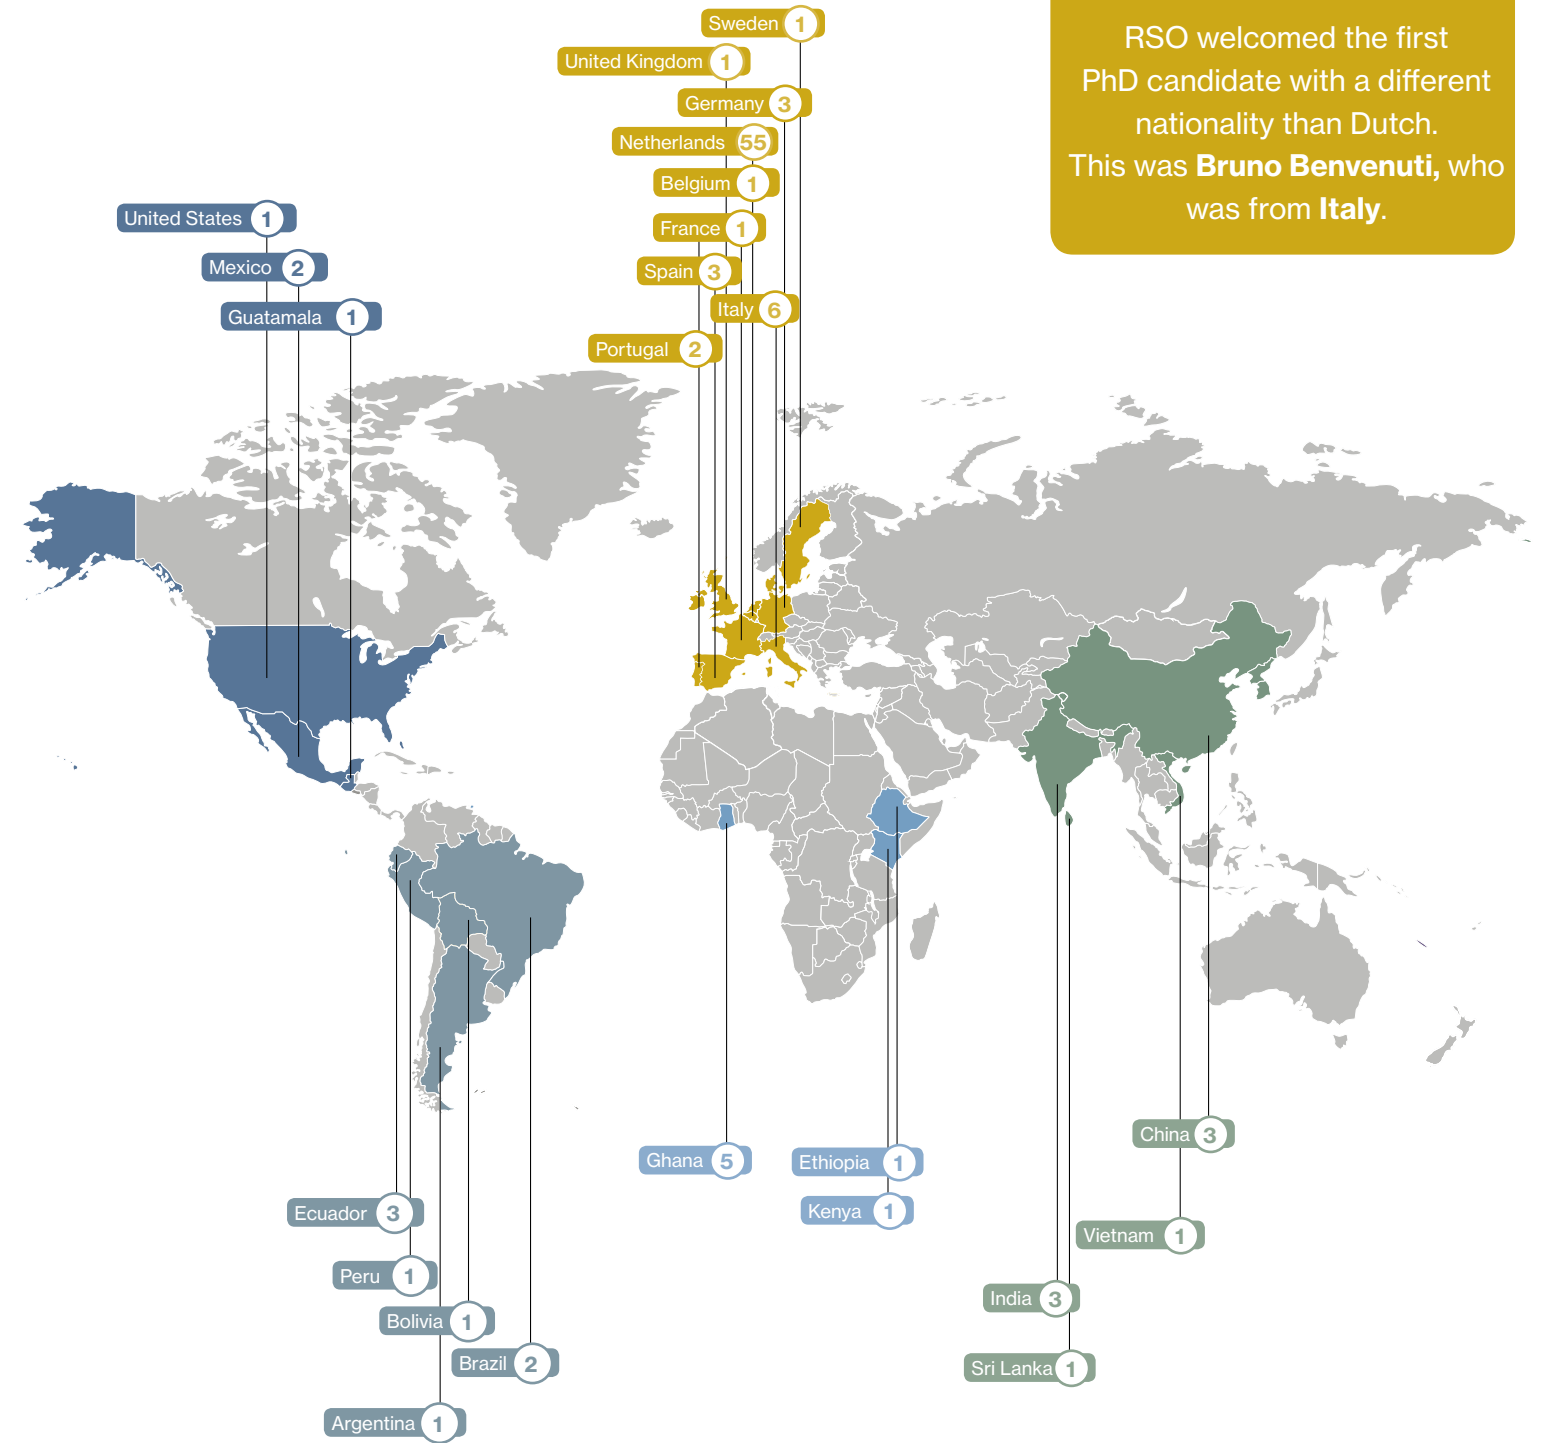 RSO welcomed the first
PhD candidate with a different
nationality than Dutch.
This was Bruno Benvenuti, who
was from Italy.
Sweden 1
United Kingdom 1
Germany 3
Netherlands 55
Belgium 1
France 1
Spain 3
Italy 6
Portugal 2
United States 1
Mexico 2
Guatamala 1
Ghana 5
Ethiopia 1
Kenya 1
China 3
Vietnam 1
India 3
Sri Lanka 1
Ecuador 3
Peru 1
Bolivia 1
Brazil 2
Argentina 1